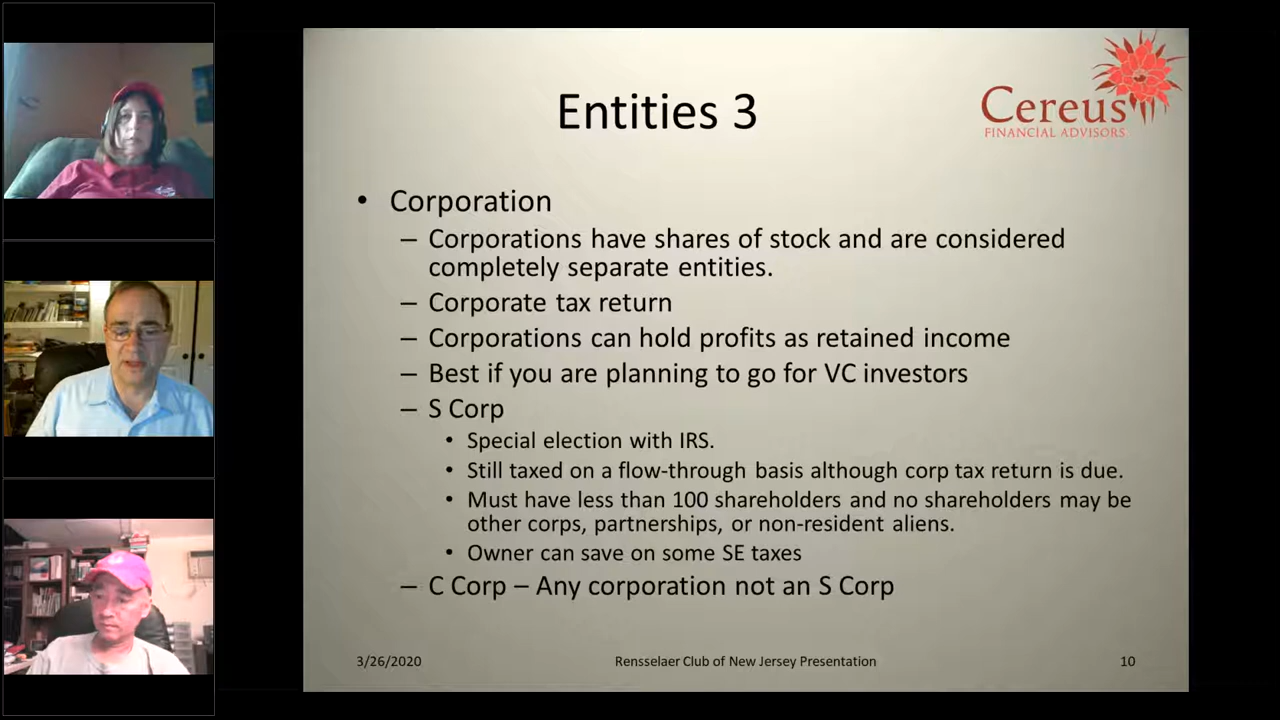 Entities 3
Cereus
FINANCIAL ADVISORS
• Corporation
– Corporations have shares of stock and are considered
completely separate entities.
– Corporate tax return
– Corporations can hold profits as retained income
– Best if you are planning to go for VC investors
– S Corp
• Special election with IRS.
• Still taxed on a flow-through basis although corp tax return is due.
• Must have less than 100 shareholders and no shareholders may be
other corps, partnerships, or non-resident aliens.
• Owner can save on some SE taxes
– C Corp – Any corporation not an S Corp
3/26/2020
Rensselaer Club of New Jersey Presentation
10